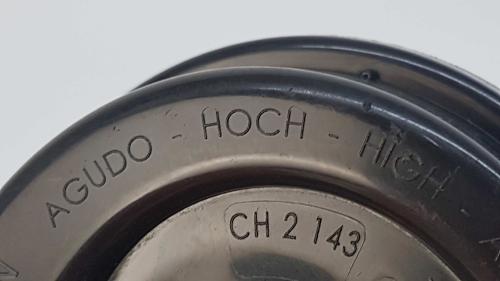 AGUDO - HOCH - HIGH -
CH 2 143